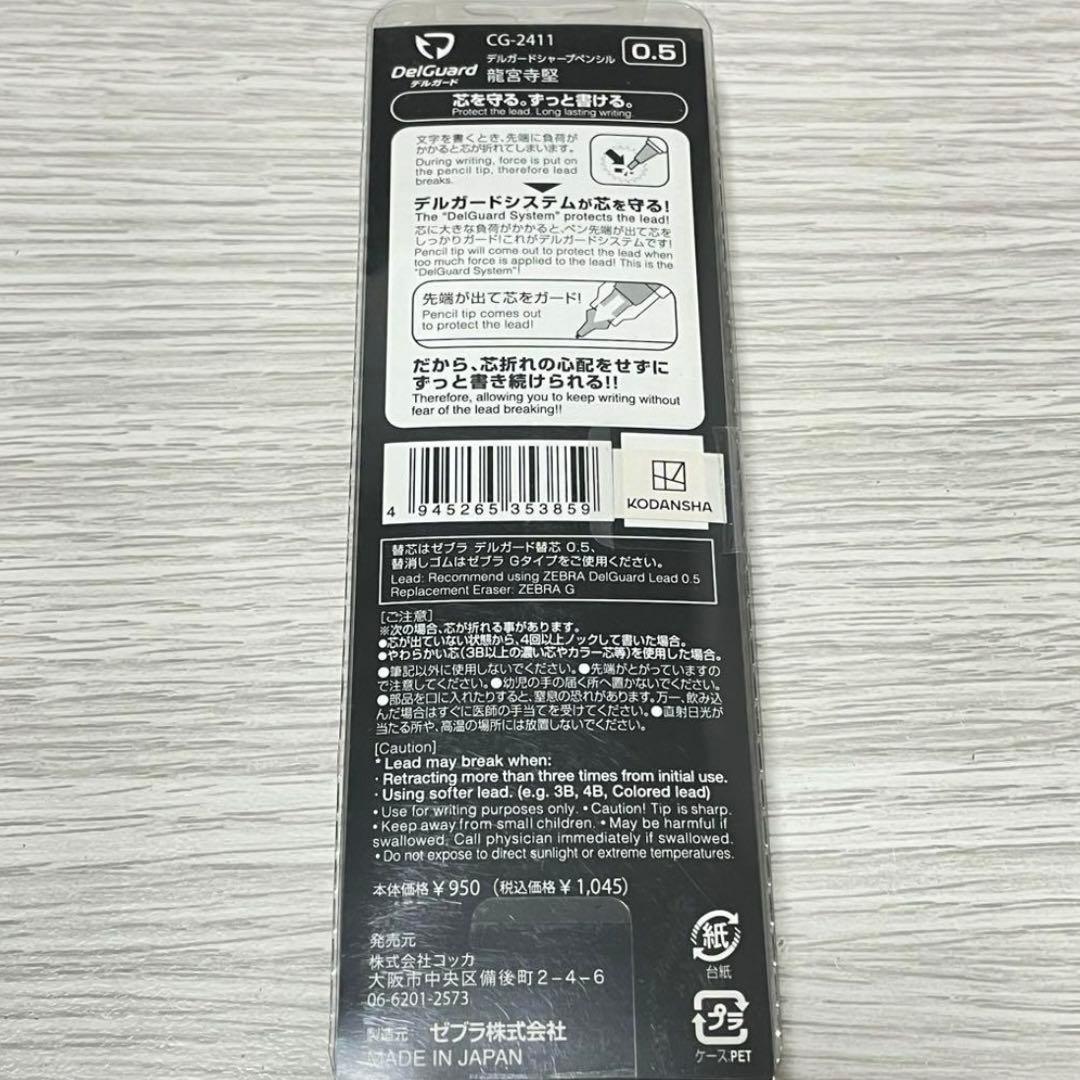 CG-2411
デルガードシャープペンシル
0.5
DelGuard
デルガード
龍宮寺堅
芯を守る。ずっと書ける。
Protect the lead. Long lasting writing.
文字を書くとき、先端に負荷が
かかると芯が折れてしまいます。
During writing, force is put on
the pencil tip, therefore lead
breaks.
デルガードシステムが芯を守る!
The "DelGuard System" protects the lead!
芯に大きな負荷がかかると、ペン先端が出て芯を
しっかりガード!これがデルガードシステムです!
Pencil tip will come out to protect the lead when
too much force is applied to the lead! This is the
"DelGuard System"!
先端が出て芯をガード!
Pencil tip comes out
to protect the lead!
だから、芯折れの心配をせずに
ずっと書き続けられる!!
Therefore, allowing you to keep writing without
fear of the lead breaking!!
4 945265 353859
KODANSHA
替芯はゼブラ デルガード替芯 0.5、
替消しゴムはゼブラ Gタイプをご使用ください。
Lead: Recommend using ZEBRA DelGuard Lead 0.5
Replacement Eraser: ZEBRA G
[ご注意]
※次の場合、芯が折れる事があります。
●芯が出ていない状態から、4回以上ノックして書いた場合。
●やわらかい芯(3B以上の濃い芯やカラー芯等)を使用した場合。
●筆記以外に使用しないでください。●先端がとがっていますの
で注意してください。●幼児の手の届く所へ置かないでください。
●部品を口に入れたりすると、窒息の恐れがあります。万一、飲み込
んだ場合はすぐに医師の手当てを受けてください。●直射日光が
当たる所や、高温の場所には放置しないでください。
[Caution]
* Lead may break when:
・Retracting more than three times from initial use.
・Using softer lead. (e.g. 3B, 4B, Colored lead)
• Use for writing purposes only. • Caution! Tip is sharp.
• Keep away from small children. • May be harmful if
swallowed. Call physician immediately if swallowed.
• Do not expose to direct sunlight or extreme temperatures.
本体価格 ¥ 950 (税込価格 ¥ 1,045)
発売元
株式会社コッカ
大阪市中央区備後町2-4-6
06-6201-2573
製造元 ゼブラ株式会社
MADE IN JAPAN
紙
台紙
プラ
ケース PET